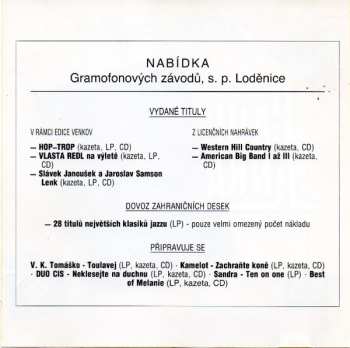 NABÍDKA
Gramofonových závodů, s. p. Loděnice
VYDANÉ TITULY
V RÁMCI EDICE VENKOV
— HOP–TROP (kazeta, LP, CD)
— VLASTA REDL na výletě (kazeta, LP, CD)
— Slávek Janoušek a Jaroslav Samson Lenk (kazeta, CD)
Z LICENČNÍCH NAHRÁVEK
— Western Hill Country (kazeta, CD)
— American Big Band I až III (kazeta, CD)
DOVOZ ZAHRANIČNÍCH DESEK
— 28 titulů největších klasiků jazzu (LP) - pouze velmi omezený počet nákladu
PŘIPRAVUJE SE
V. K. Tomáško - Toulavej (LP, kazeta, CD) · Kamelot - Zachraňte koně (LP, kazeta, CD)
· DUO CIS - Neklesejte na duchnu (LP, kazeta, CD) · Sandra - Ten on one (LP) · Best
of Melanie (LP, kazeta, CD)